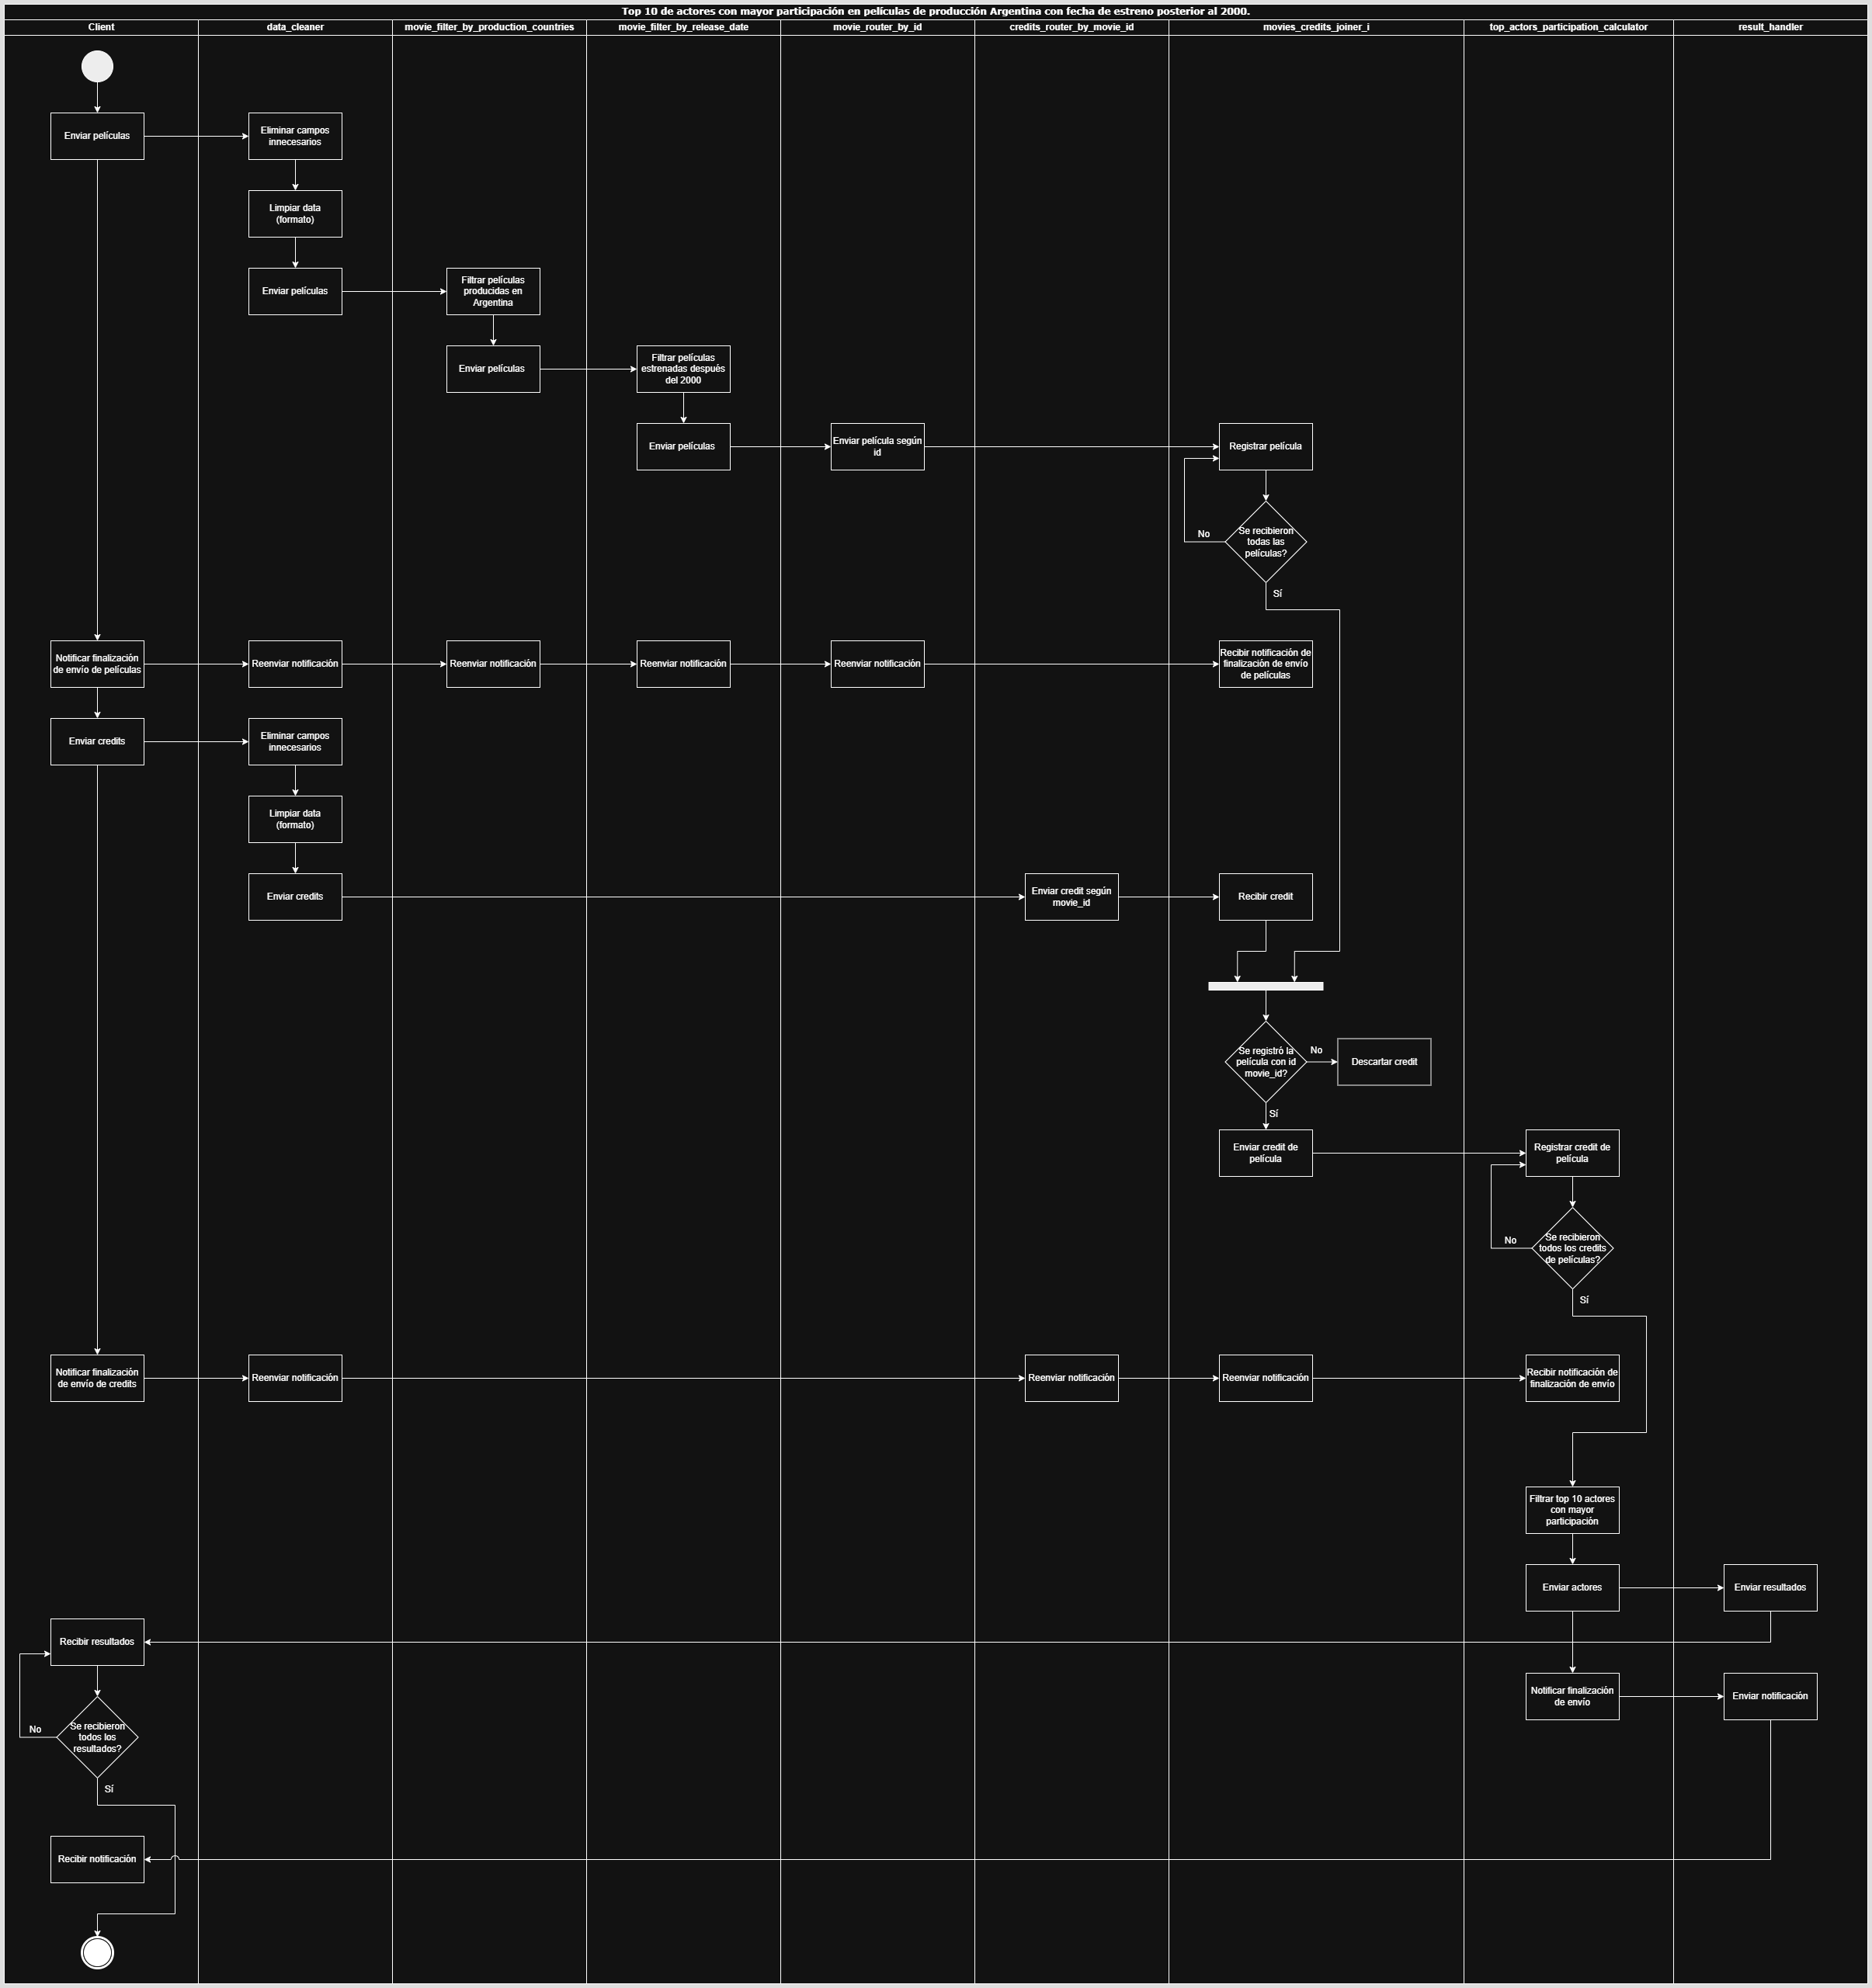 Top 10 de actores con mayor participación en películas de producción Argentina con fecha de estreno posterior al 2000.
Client
data_cleaner
movie_filter_by_production_countries
movie_filter_by_release_date
movie_router_by_id
credits_router_by_movie_id
movies_credits_joiner_i
top_actors_participation_calculator
result_handler
Enviar películas
Eliminar campos
innecesarios
Limpiar data
(formato)
Enviar películas
Filtrar películas
producidas en
Argentina
Enviar películas
Filtrar películas
estrenadas después
del 2000
Enviar películas
Enviar película según
id
Registrar película
Se recibieron
todas las
películas?
No
Sí
Notificar finalización
de envío de películas
Reenviar notificación
Reenviar notificación
Reenviar notificación
Reenviar notificación
Recibir notificación de
finalización de envío
de películas
Enviar credits
Eliminar campos
innecesarios
Limpiar data
(formato)
Enviar credits
Enviar credit según
movie_id
Recibir credit
Se registró la
película con id
movie_id?
No
Descartar credit
Sí
Enviar credit de
película
Registrar credit de
película
Se recibieron
todos los credits
de películas?
No
Sí
Notificar finalización
de envío de credits
Reenviar notificación
Reenviar notificación
Reenviar notificación
Recibir notificación de
finalización de envío
Filtrar top 10 actores
con mayor
participación
Enviar actores
Enviar resultados
Recibir resultados
Notificar finalización
de envío
Enviar notificación
Se recibieron
todos los
resultados?
No
Sí
Recibir notificación